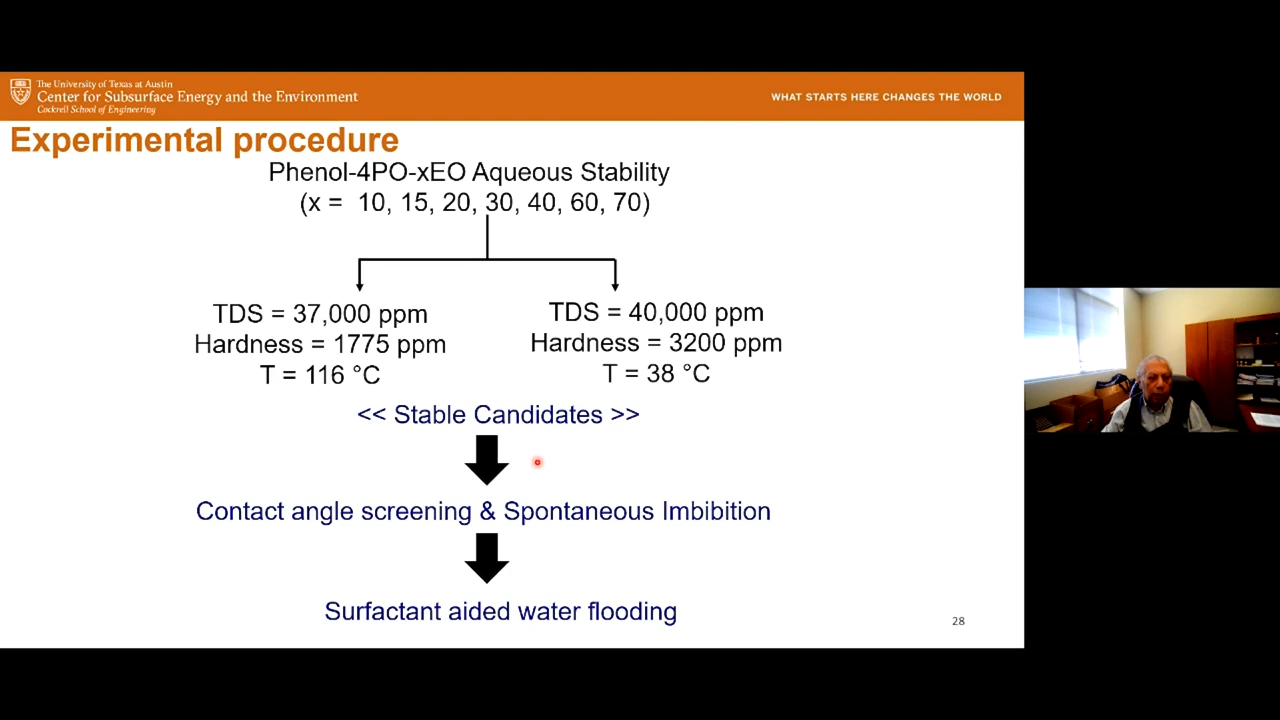 The University of Texas at Austin
Center for Subsurface Energy and the Environment
Cockrell School of Engineering
WHAT STARTS HERE CHANGES THE WORLD
Experimental procedure
Phenol-4PO-xEO Aqueous Stability
(x = 10, 15, 20, 30, 40, 60, 70)
TDS = 37,000 ppm
Hardness = 1775 ppm
T = 116 °C
TDS = 40,000 ppm
Hardness = 3200 ppm
T = 38 °C
<< Stable Candidates >>
Contact angle screening & Spontaneous Imbibition
Surfactant aided water flooding
28